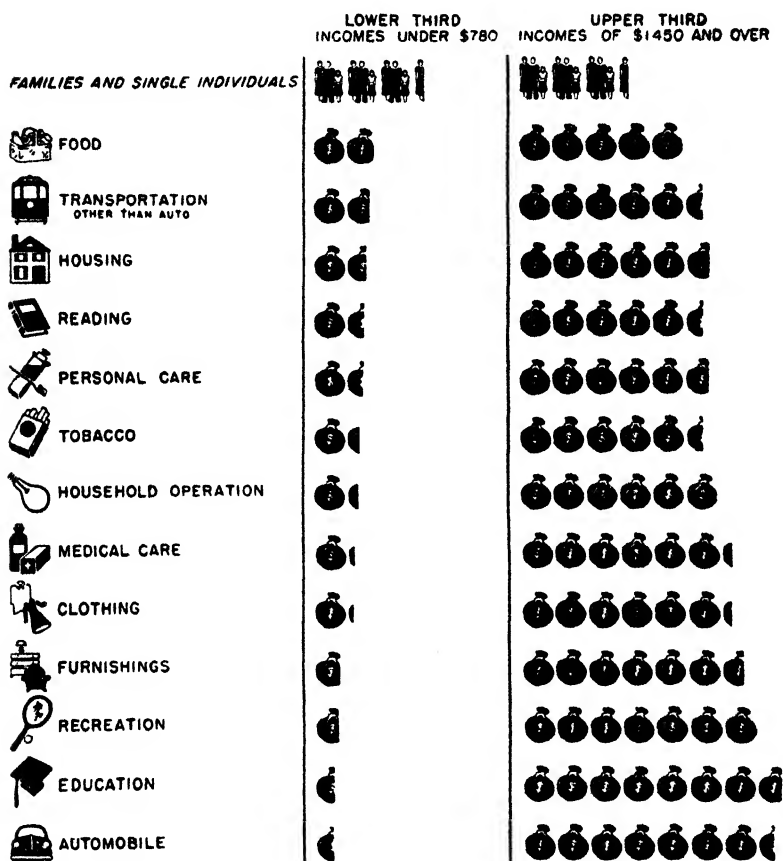 LOWER THIRD
INCOMES UNDER $780
UPPER THIRD
INCOMES OF $1450 AND OVER
FAMILIES AND SINGLE INDIVIDUALS
FOOD
TRANSPORTATION
OTHER THAN AUTO
HOUSING
READING
PERSONAL CARE
TOBACCO
HOUSEHOLD OPERATION
MEDICAL CARE
CLOTHING
FURNISHINGS
RECREATION
EDUCATION
AUTOMOBILE